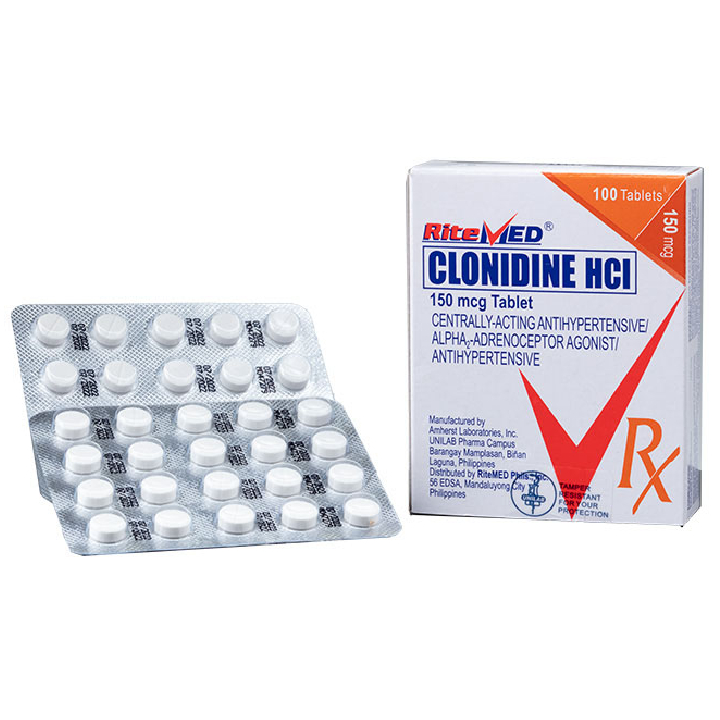 100 Tablets
150 mcg
RiteMED®
CLONIDINE HCl
150 mcg Tablet
CENTRALLY-ACTING ANTIHYPERTENSIVE/
ALPHA₂-ADRENOCEPTOR AGONIST/
ANTIHYPERTENSIVE
Manufactured by
Amherst Laboratories, Inc.
UNILAB Pharma Campus
Barangay Mamplasan, Biñan
Laguna, Philippines
Distributed by RiteMED Phils.
56 EDSA, Mandaluyong City
Philippines
Rx
TAMPER
RESISTANT
FOR YOUR
PROTECTION